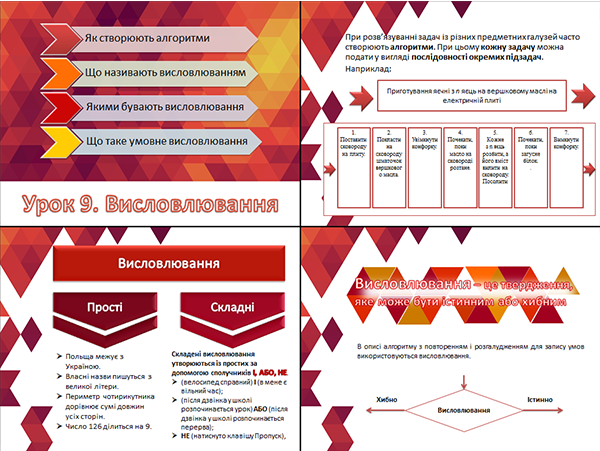 Як створюють алгоритми
Що називають висловлюванням
Якими бувають висловлювання
Що таке умовне висловлювання
Урок 9. Висловлювання
При розв'язуванні задач із різних предметних галузей часто
створюють алгоритми. При цьому кожну задачу можна
подати у вигляді послідовності окремих підзадач.
Наприклад:
Приготування яєчні з n яєць на вершковому маслі на
електричній плиті
1.
Поставити
сковороду
на плиту.
2.
Покласти
на
сковороду
шматочок
вершковог
о масла.
3.
Увімкнути
конфорку.
4.
Почекати,
поки
масло на
сковороді
розтане.
5.
Кожне
з n яєць
розбити, а
його вміст
вилити на
сковороду.
Посолити
6.
Почекати,
поки
загусне
білок.
7.
Вимкнути
конфорку.
Висловлювання
Прості
Польща межує з
Україною.
Власні назви пишуться з
великої літери.
Периметр чотирикутника
дорівнює сумі довжин
усіх сторін.
Число 126 ділиться на 9.
Складні
Складені висловлювання
утворюються із простих за
допомогою сполучників І, АБО, НЕ.
(велосипед справний) І (в мене є
вільний час);
(після дзвінка у школі
розпочинається урок) АБО (після
дзвінка у школі розпочинається
перерва);
НЕ (натиснуто клавішу Пропуск),
Висловлювання – це твердження,
яке може бути істинним або хибним
В описі алгоритму з повторенням і розгалуженням для запису умов
використовуються висловлювання.
Хибно
Істинно
Висловлювання